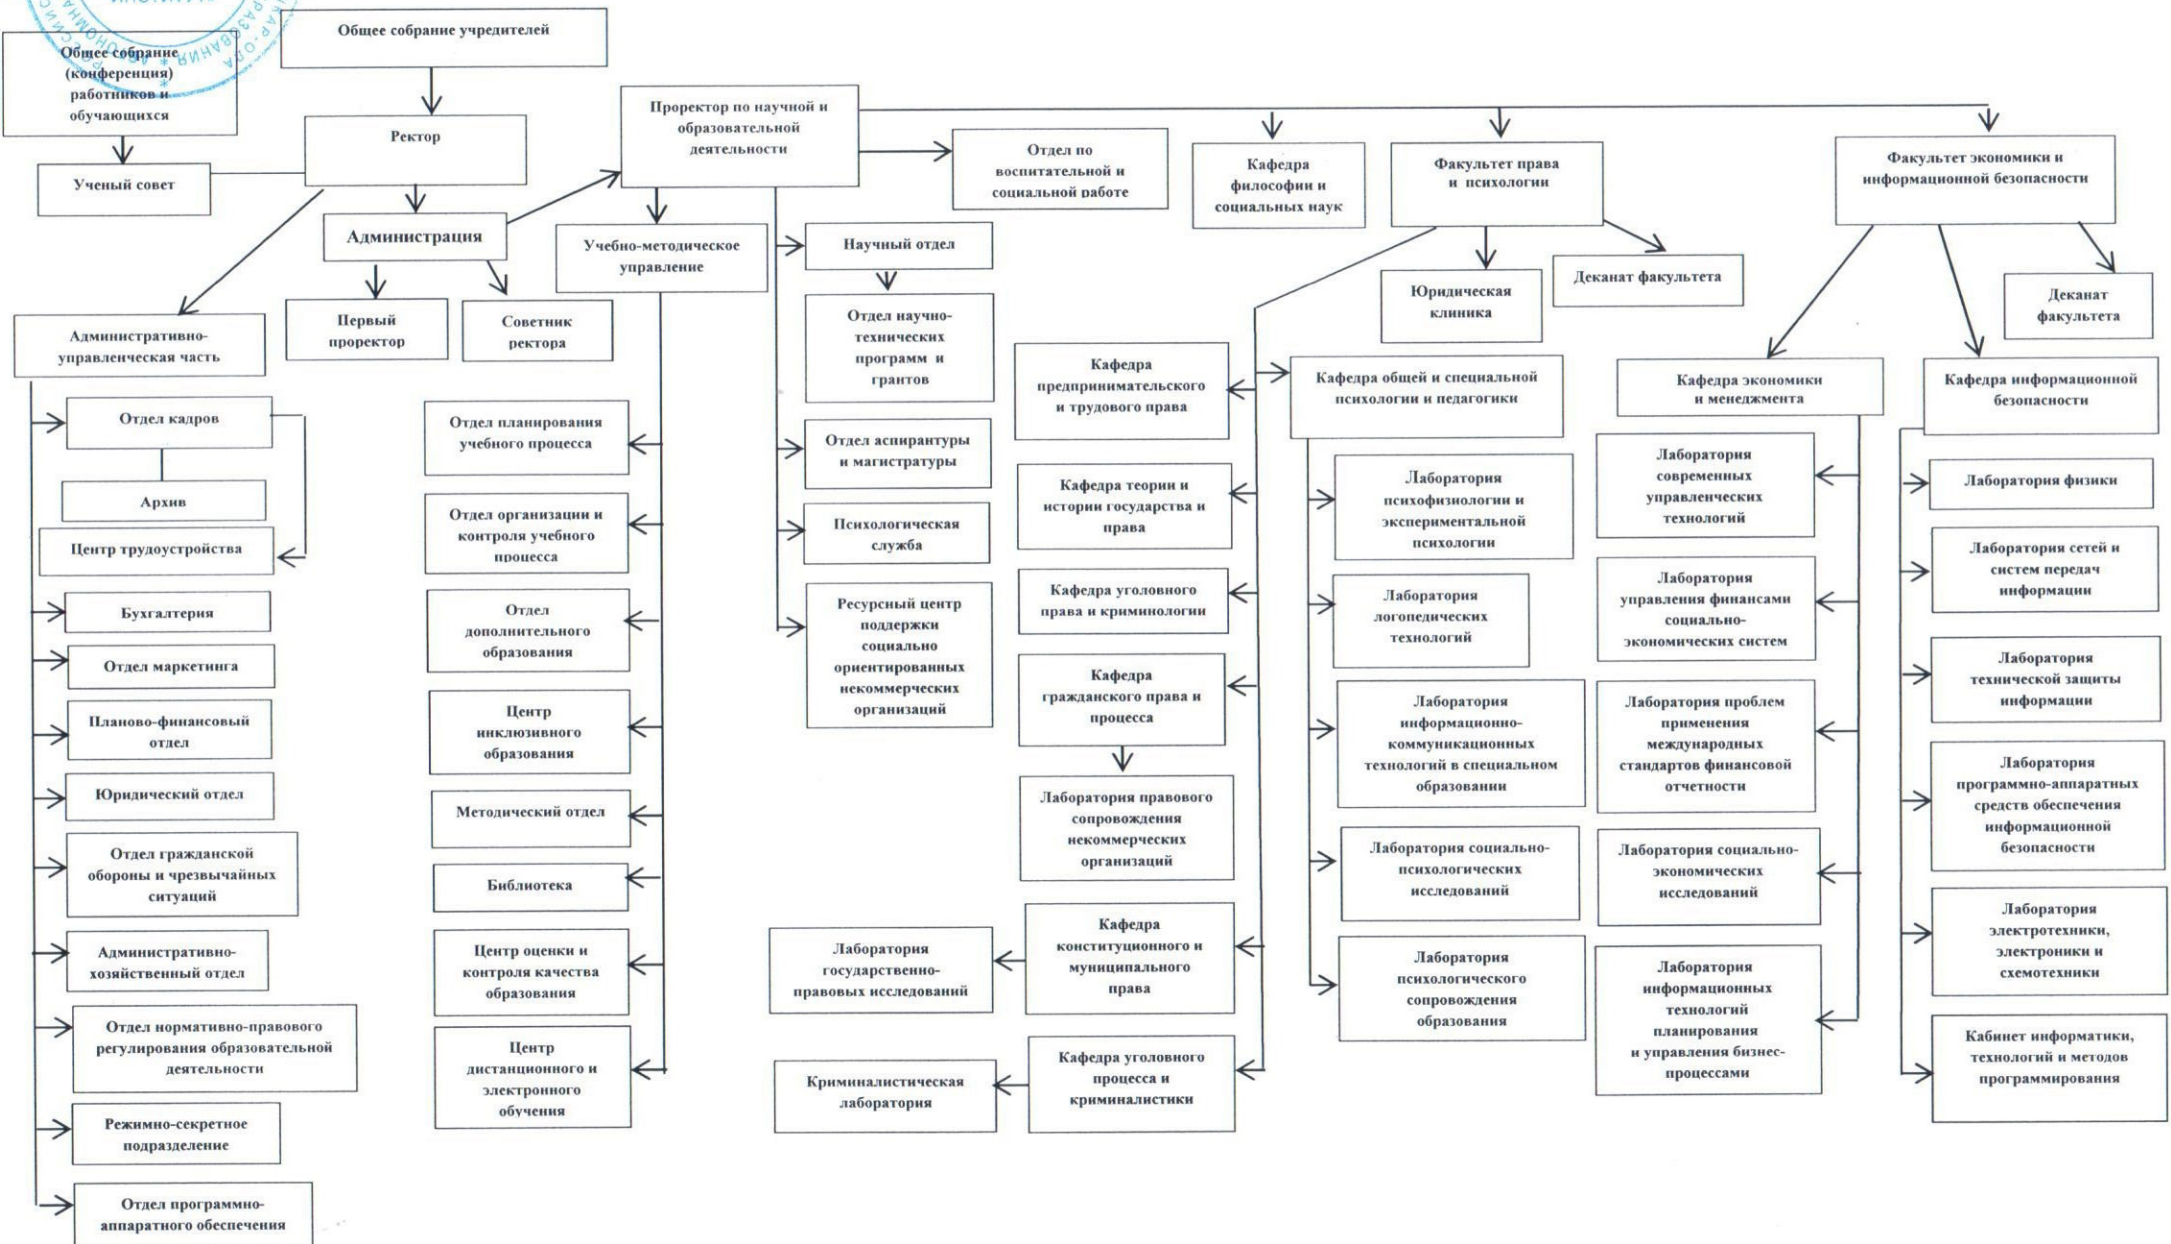 Общее собрание учредителей
Общее собрание
(конференция)
работников и
обучающихся
Ученый совет
Ректор
Администрация
Первый
проректор
Советник
ректора
Административно-
управленческая часть
Отдел кадров
Архив
Центр трудоустройства
Бухгалтерия
Отдел маркетинга
Планово-финансовый
отдел
Юридический отдел
Отдел гражданской
обороны и чрезвычайных
ситуаций
Административно-
хозяйственный отдел
Отдел нормативно-правового
регулирования образовательной
деятельности
Режимно-секретное
подразделение
Отдел программно-
аппаратного обеспечения
Проректор по научной и
образовательной
деятельности
Учебно-методическое
управление
Отдел планирования
учебного процесса
Отдел организации и
контроля учебного
процесса
Отдел
дополнительного
образования
Центр
инклюзивного
образования
Методический отдел
Библиотека
Центр оценки и
контроля качества
образования
Центр
дистанционного и
электронного
обучения
Отдел по
воспитательной и
социальной работе
Научный отдел
Отдел научно-
технических
программ и
грантов
Отдел аспирантуры
и магистратуры
Психологическая
служба
Ресурсный центр
поддержки
социально
ориентированных
некоммерческих
организаций
Кафедра
философии и
социальных наук
Факультет права
и психологии
Юридическая
клиника
Деканат факультета
Кафедра
предпринимательского
и трудового права
Кафедра теории и
истории государства и
права
Кафедра уголовного
права и криминологии
Кафедра
гражданского права и
процесса
Лаборатория правового
сопровождения
некоммерческих
организаций
Кафедра
конституционного и
муниципального
права
Лаборатория
государственно-
правовых исследований
Кафедра уголовного
процесса и
криминалистики
Криминалистическая
лаборатория
Кафедра общей и специальной
психологии и педагогики
Лаборатория
психофизиологии и
экспериментальной
психологии
Лаборатория
логопедических
технологий
Лаборатория
информационно-
коммуникационных
технологий в специальном
образовании
Лаборатория социально-
психологических
исследований
Лаборатория
психологического
сопровождения
образования
Факультет экономики и
информационной безопасности
Деканат
факультета
Кафедра экономики
и менеджмента
Лаборатория
современных
управленческих
технологий
Лаборатория
управления финансами
социально-
экономических систем
Лаборатория проблем
применения
международных
стандартов финансовой
отчетности
Лаборатория социально-
экономических
исследований
Лаборатория
информационных
технологий
планирования
и управления бизнес-
процессами
Кафедра информационной
безопасности
Лаборатория физики
Лаборатория сетей и
систем передач
информации
Лаборатория
технической защиты
информации
Лаборатория
программно-аппаратных
средств обеспечения
информационной
безопасности
Лаборатория
электротехники,
электроники и
схемотехники
Кабинет информатики,
технологий и методов
программирования